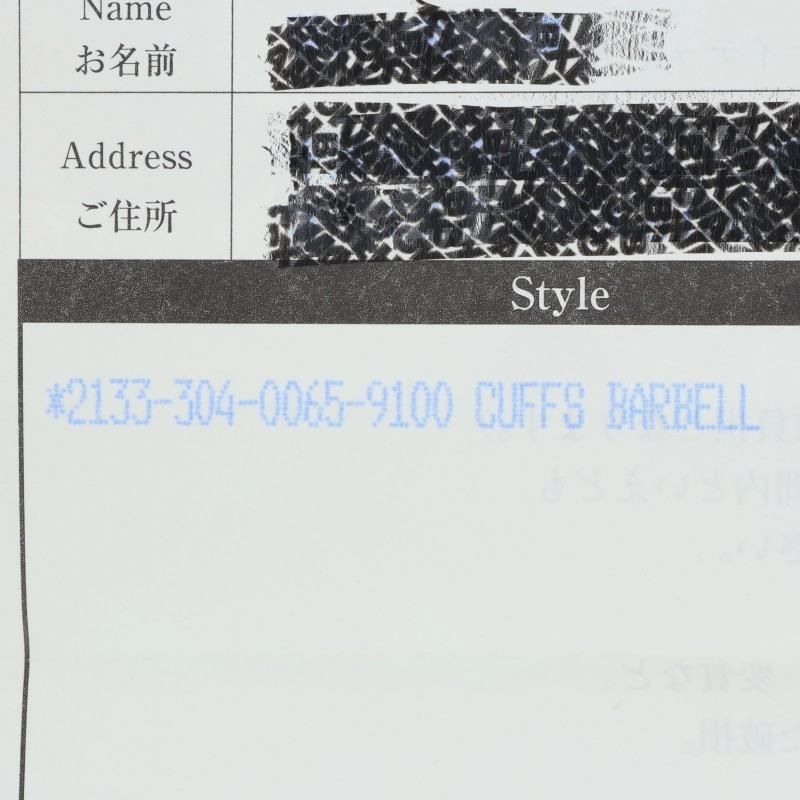 Name
お名前
Address
ご住所
Style
*2133-304-0065-9100 CUFFS BARBELL